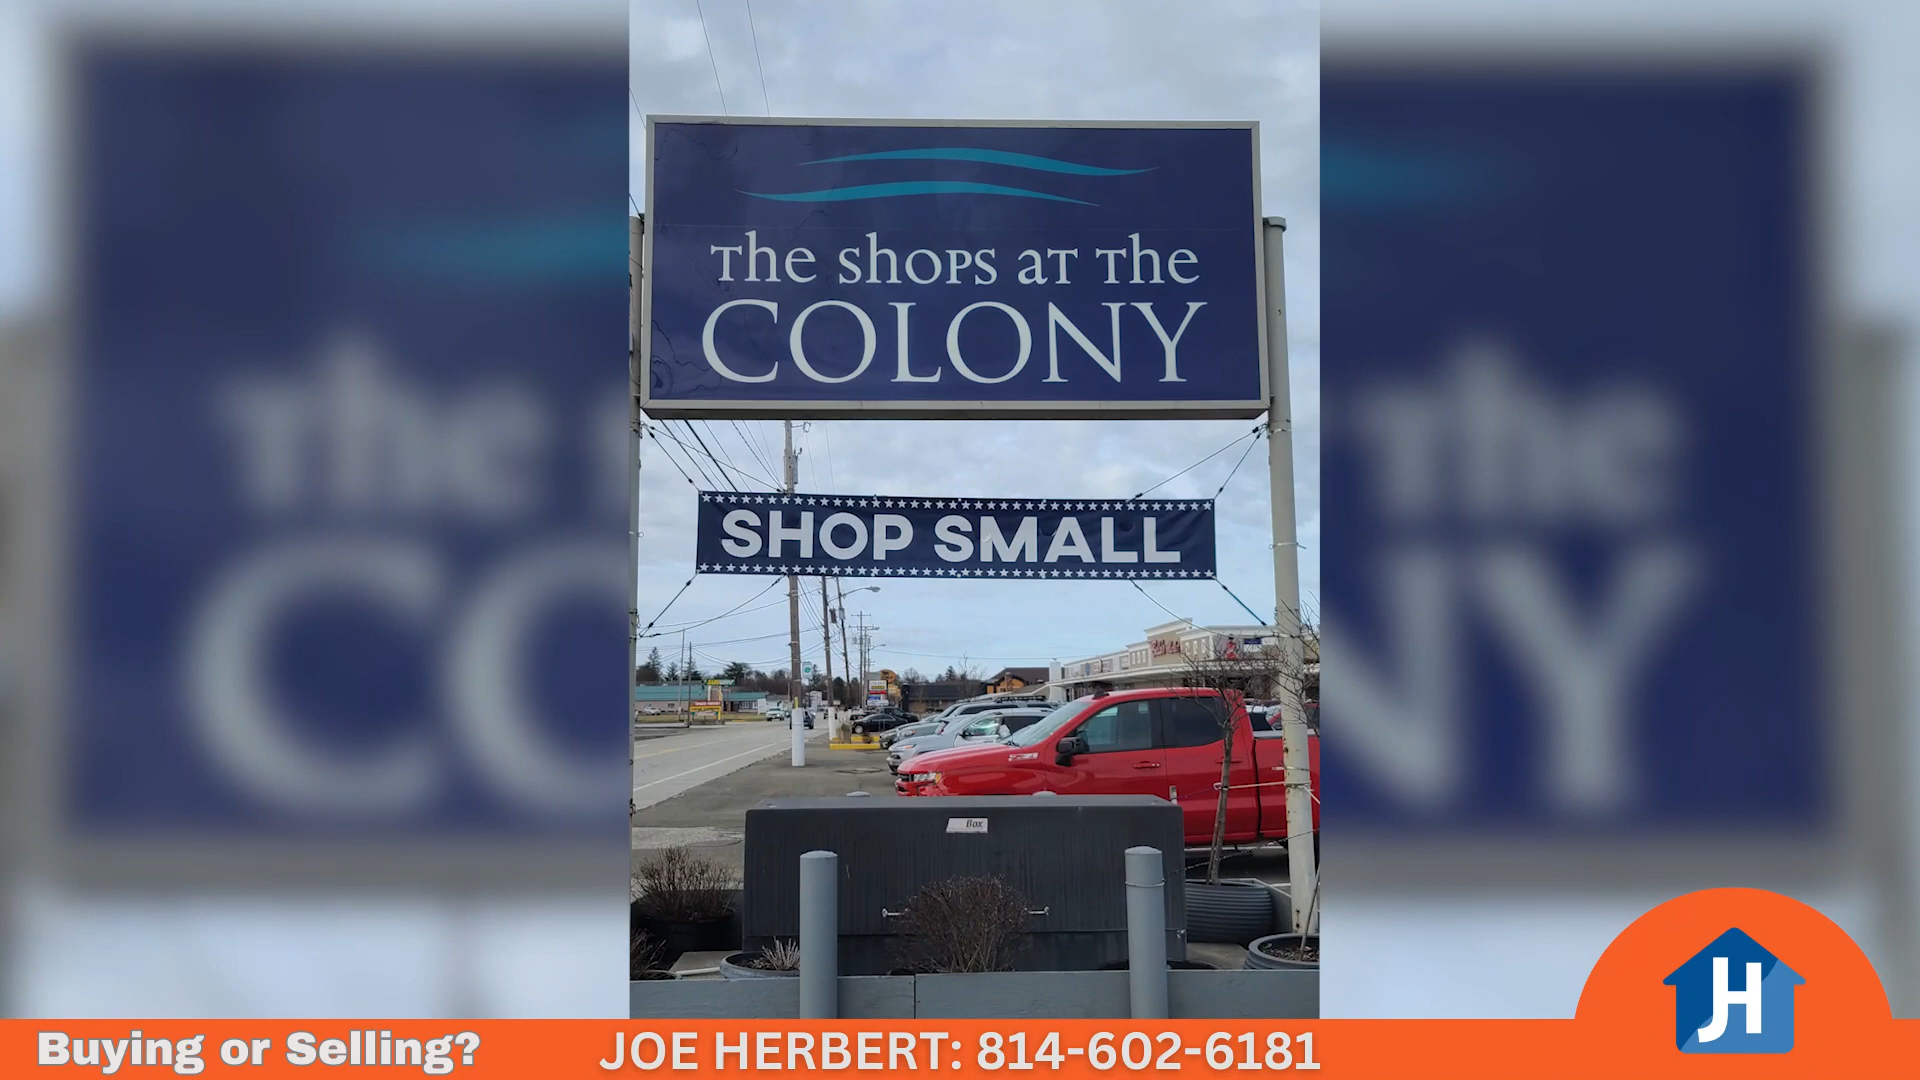 The shops at the
COLONY
SHOP SMALL
Box
Buying or Selling?
JOE HERBERT: 814-602-6181
JH